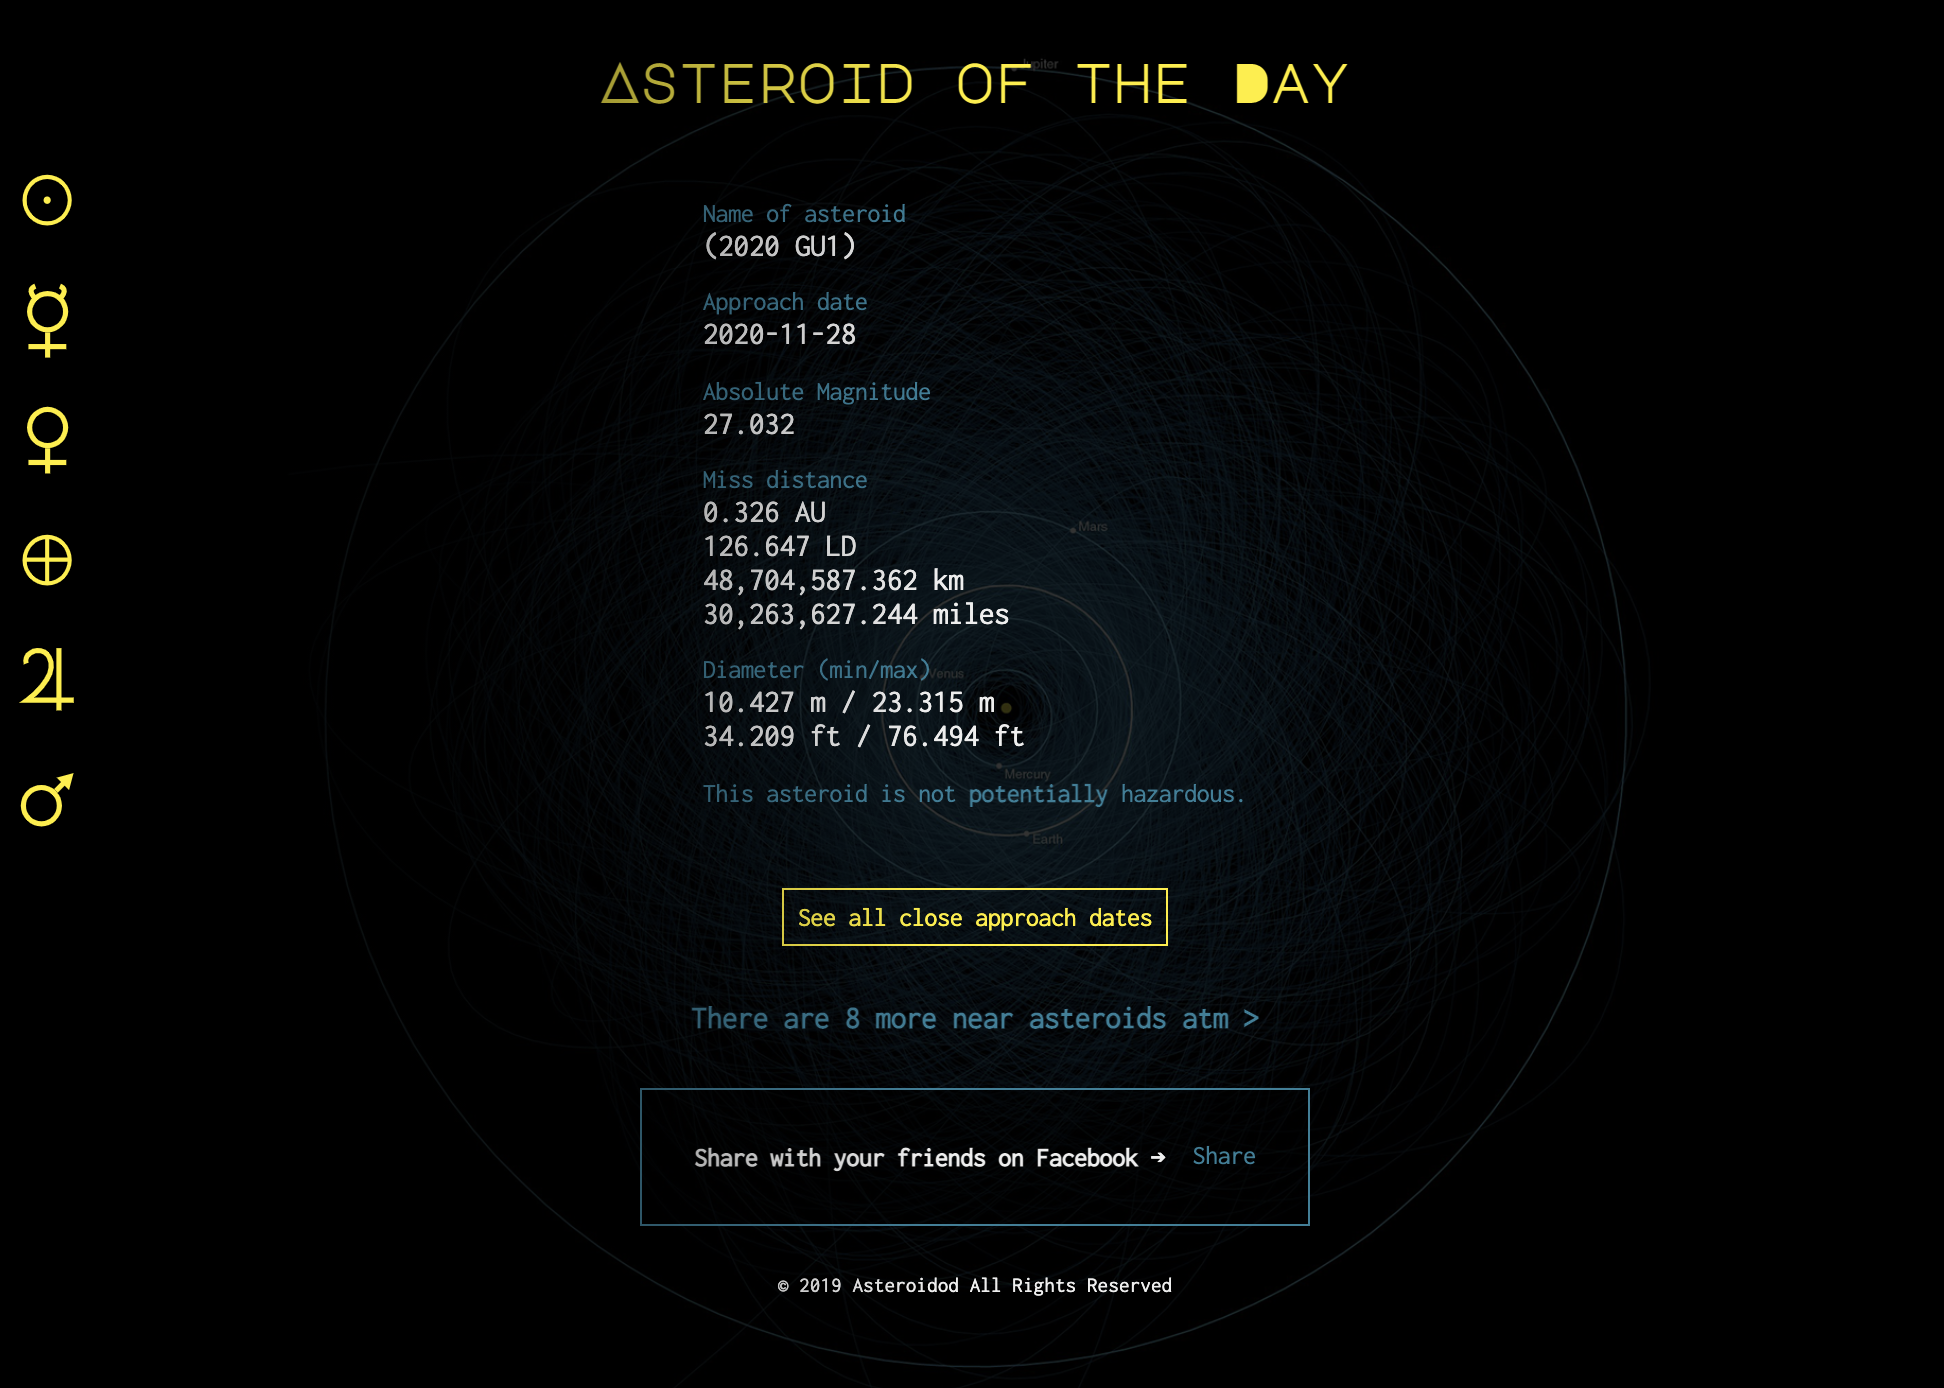 ASTEROID OF THE DAY
Jupiter
Name of asteroid
(2020 GU1)
Approach date
2020-11-28
Absolute Magnitude
27.032
Miss distance
0.326 AU
Mars
126.647 LD
48,704,587.362 km
30,263,627.244 miles
Diameter (min/max)
Venus
10.427 m / 23.315 m
34.209 ft / 76.494 ft
Mercury
This asteroid is not potentially hazardous.
Earth
See all close approach dates
There are 8 more near asteroids atm >
Share with your friends on Facebook ➔ Share
© 2019 Asteroidod All Rights Reserved